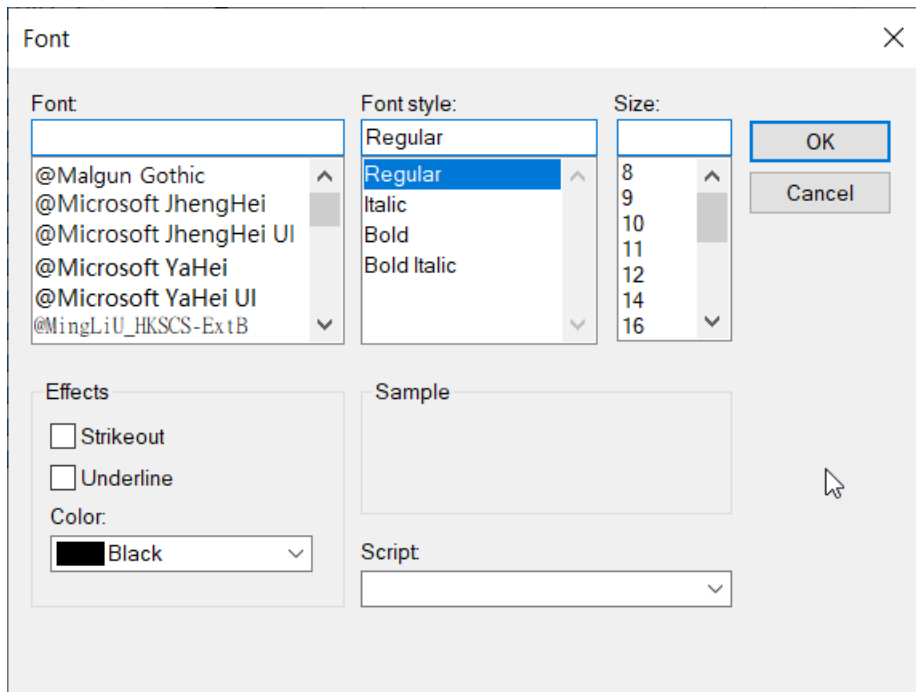 Font
Font:
@Malgun Gothic
@Microsoft JhengHei
@Microsoft JhengHei UI
@Microsoft YaHei
@Microsoft YaHei UI
@MingLiU_HKSCS-ExtB
Font style:
Regular
Regular
Italic
Bold
Bold Italic
Size:
8
9
10
11
12
14
16
OK
Cancel
Effects
Strikeout
Underline
Color:
Black
Sample
Script: